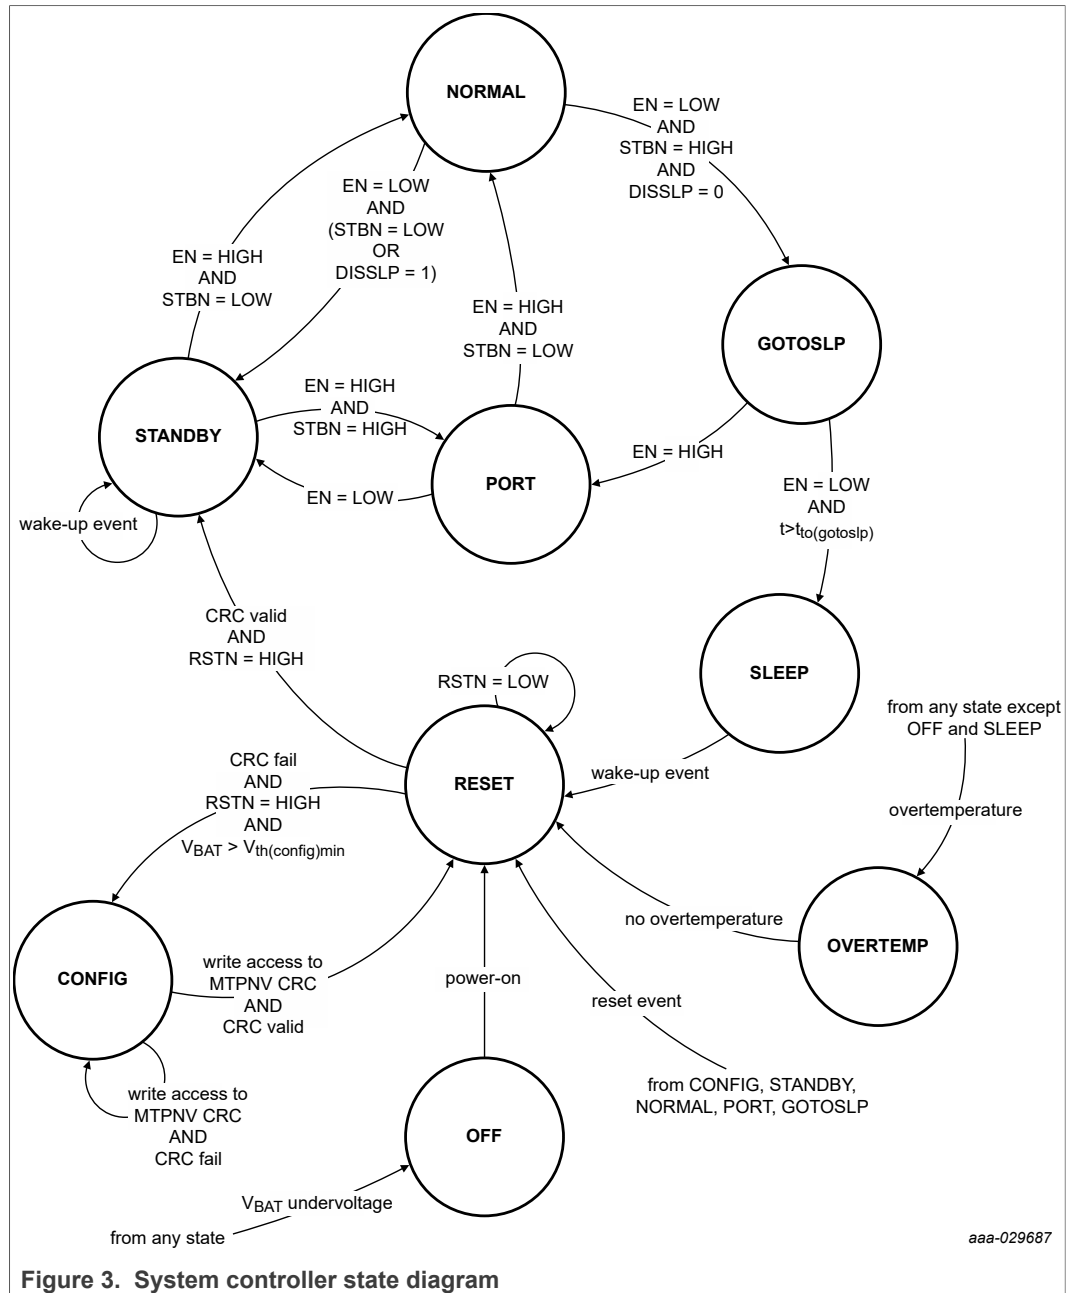 NORMAL
EN = LOW
AND
STBN = HIGH
AND
DISSLP = 0
EN = LOW
AND
(STBN = LOW
OR
DISSLP = 1)
EN = HIGH
AND
STBN = LOW
EN = HIGH
AND
STBN = LOW
GOTOSLP
STANDBY
EN = HIGH
AND
STBN = HIGH
EN = LOW
PORT
EN = HIGH
EN = LOW
AND
t>tto(gotoslp)
wake-up event
CRC valid
AND
RSTN = HIGH
RSTN = LOW
SLEEP
from any state except
OFF and SLEEP
overtemperature
wake-up event
RESET
CRC fail
AND
RSTN = HIGH
AND
VBAT > Vth(config)min
no overtemperature
OVERTEMP
CONFIG
write access to
MTPNV CRC
AND
CRC valid
power-on
reset event
from CONFIG, STANDBY,
NORMAL, PORT, GOTOSLP
write access to
MTPNV CRC
AND
CRC fail
OFF
VBAT undervoltage
from any state
aaa-029687
Figure 3. System controller state diagram